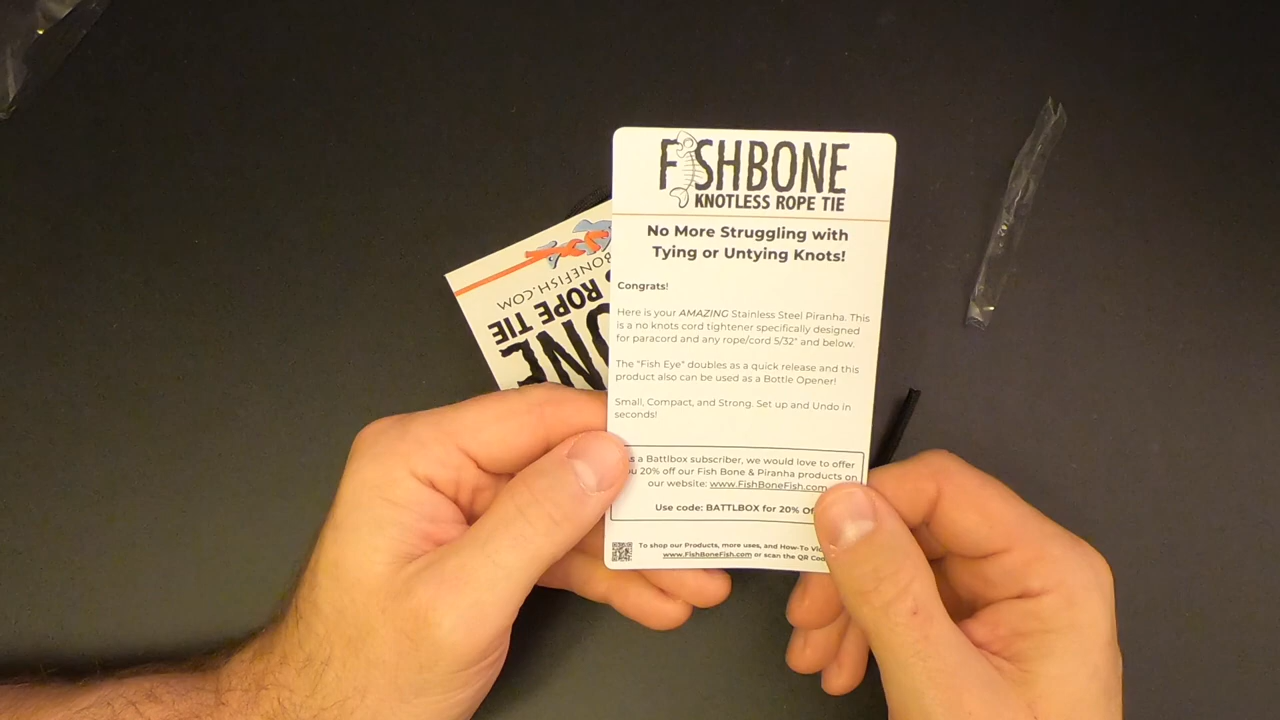 FISHBONE
KNOTLESS ROPE TIE
No More Struggling with
Tying or Untying Knots!
Congrats!
Here is your AMAZING Stainless Steel Piranha. This
is a no knots cord tightener specifically designed
for paracord and any rope/cord 5/32" and below.
The "Fish Eye" doubles as a quick release and this
product also can be used as a Bottle Opener!
Small, Compact, and Strong. Set up and Undo in
seconds!
a Battlbox subscriber, we would love to offer
20% off our Fish Bone & Piranha products on
our website: www.FishBoneFish.com
Use code: BATTLBOX for 20%
To shop our Products, more uses, and How-To
www.FishBoneFish.com or scan the QR
BONEFISH.COM
ROPE TIE
ONE